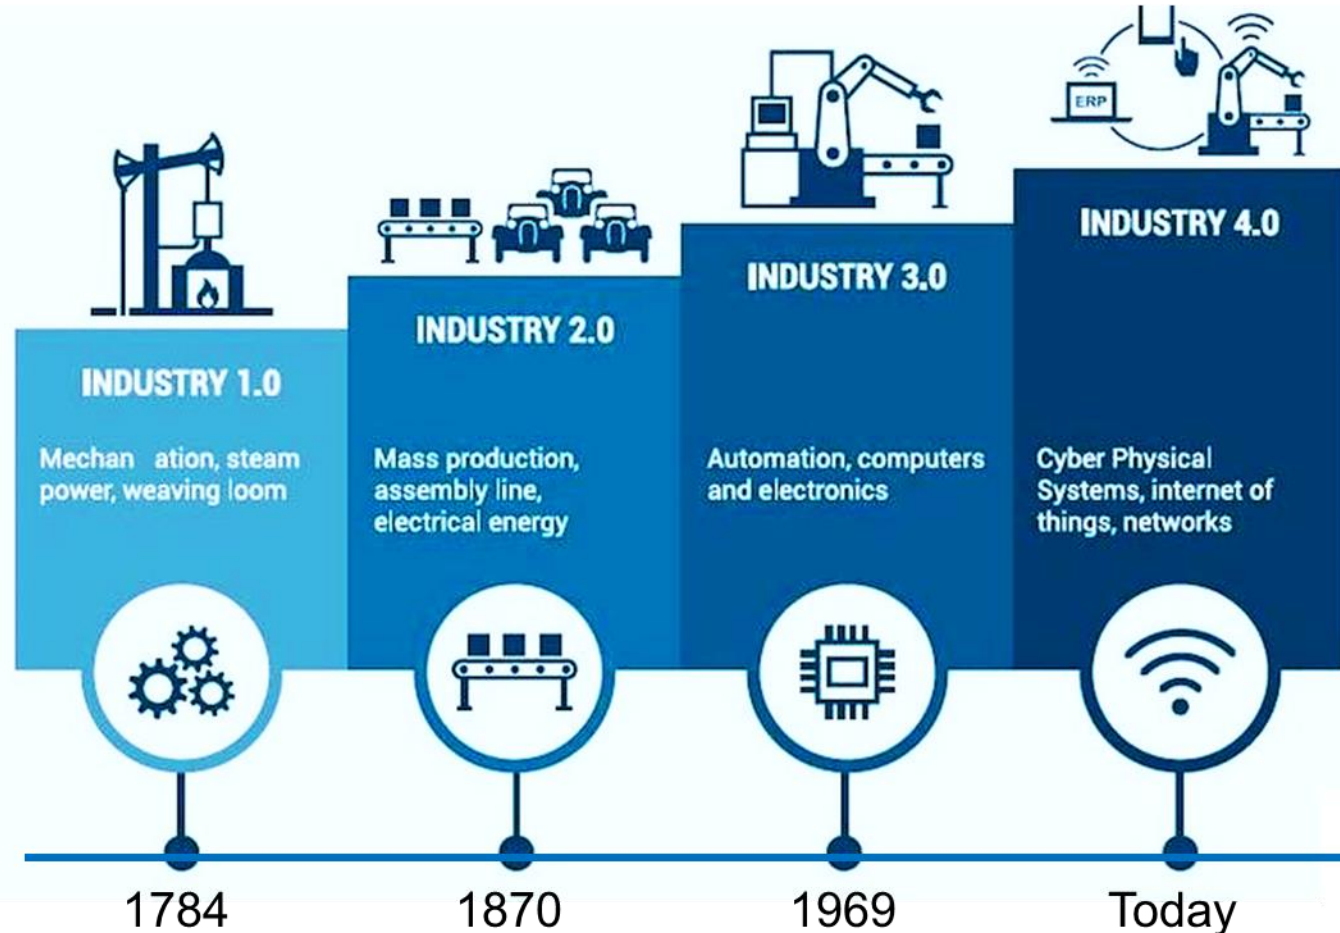 ERP
INDUSTRY 4.0
INDUSTRY 3.0
INDUSTRY 2.0
INDUSTRY 1.0
Mechan ation, steam
power, weaving loom
Mass production,
assembly line,
electrical energy
Automation, computers
and electronics
Cyber Physical
Systems, internet of
things, networks
1784
1870
1969
Today